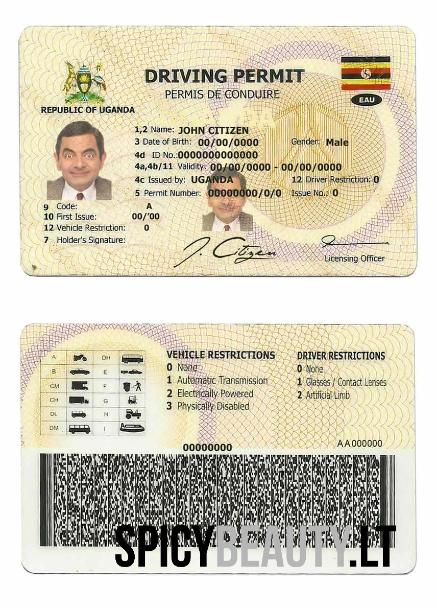 DRIVING PERMIT
PERMIS DE CONDUIRE
REPUBLIC OF UGANDA
EAU
1,2 Name: JOHN CITIZEN
3 Date of Birth: 00/00/0000 Gender: Male
4d ID No.:0000000000000
4a,4b/11 Validity: 00/00/0000 - 00/00/0000
4c Issued by: UGANDA 12 Driver Restriction: 0
5 Permit Number: 00000000/0/0 Issue No.: 0
9 Code: A
10 First Issue: 00/'00
12 Vehicle Restriction: 0
7 Holder's Signature:
J. Citizen
Licensing Officer
VEHICLE RESTRICTIONS
0 None
1 Automatic Transmission
2 Electrically Powered
3 Physically Disabled
DRIVER RESTRICTIONS
0 None
1 Glasses / Contact Lenses
2 Artificial Limb
A DH
B E
CM F
CH G
DL H
DM I
00000000
AA000000
SPICYBEAUTY.LT